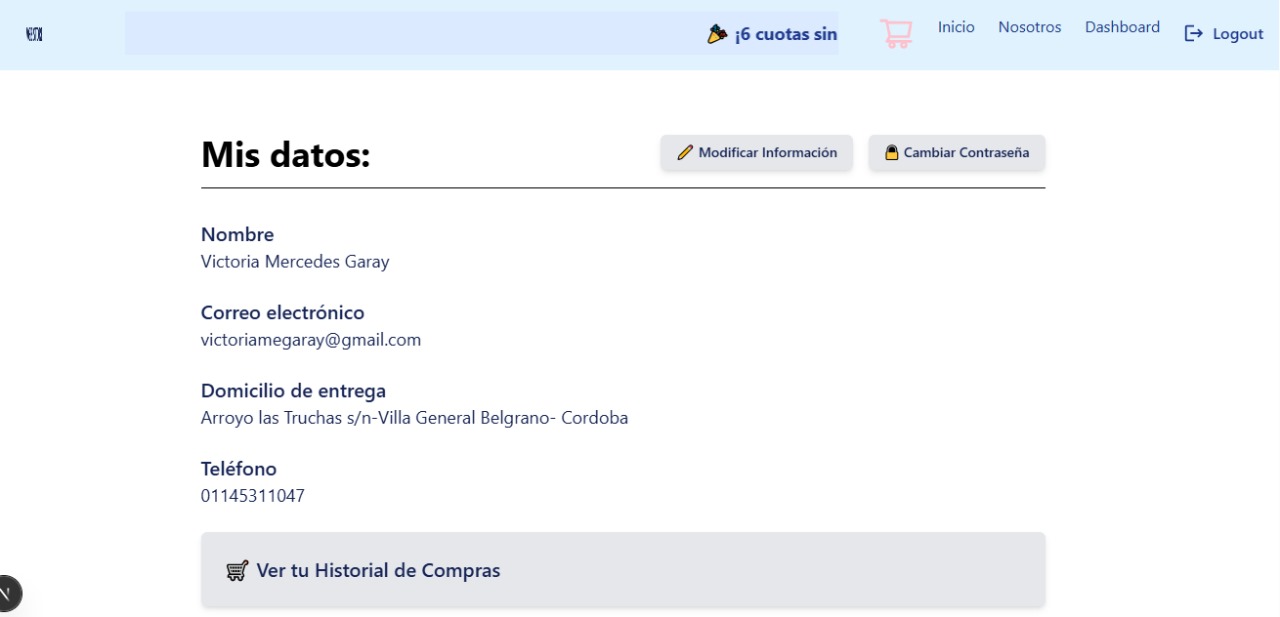 ¡6 cuotas sin
Inicio
Nosotros
Dashboard
Logout
Mis datos:
Modificar Información
Cambiar Contraseña
Nombre
Victoria Mercedes Garay
Correo electrónico
victoriamegaray@gmail.com
Domicilio de entrega
Arroyo las Truchas s/n-Villa General Belgrano- Cordoba
Teléfono
01145311047
Ver tu Historial de Compras